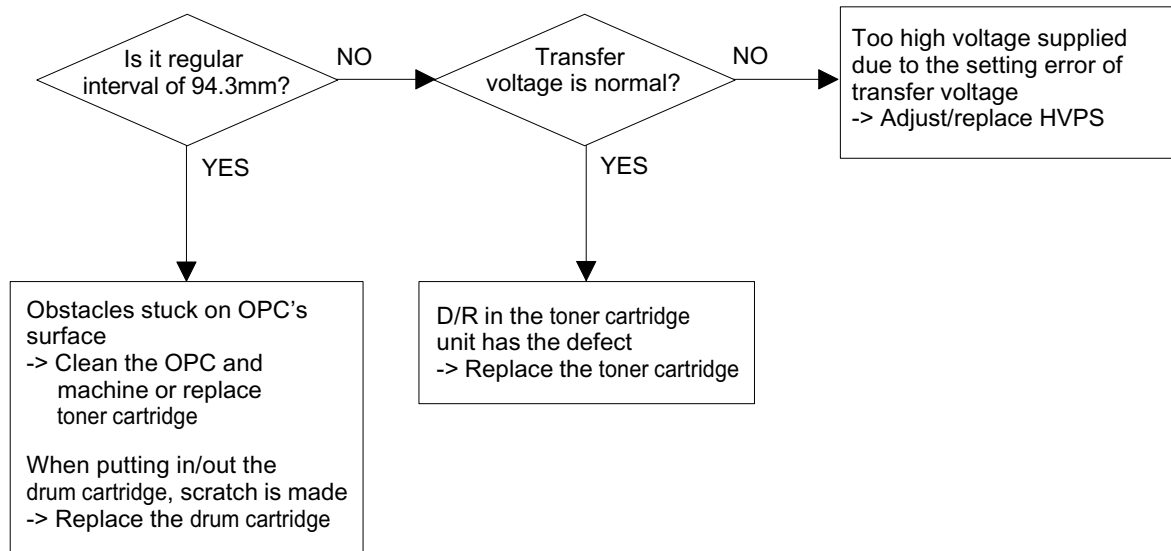 Is it regular
interval of 94.3mm?
NO
YES
Transfer
voltage is normal?
NO
YES
Too high voltage supplied
due to the setting error of
transfer voltage
-> Adjust/replace HVPS
Obstacles stuck on OPC’s
surface
-> Clean the OPC and
machine or replace
toner cartridge
When putting in/out the
drum cartridge, scratch is made
-> Replace the drum cartridge
D/R in the toner cartridge
unit has the defect
-> Replace the toner cartridge